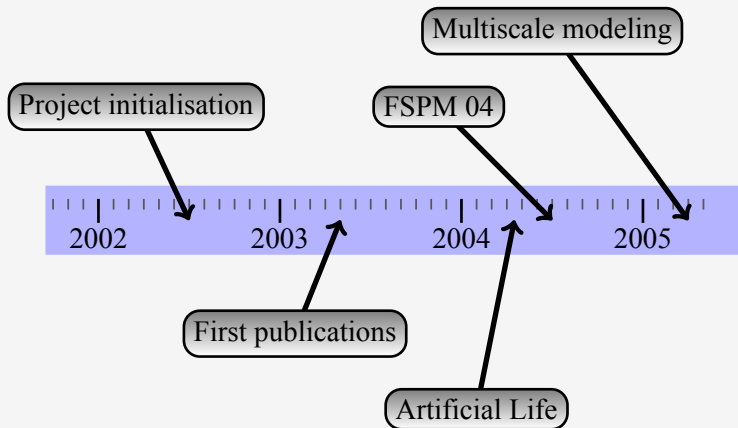 Multiscale modeling
Project initialisation
FSPM 04
2002
2003
2004
2005
First publications
Artificial Life